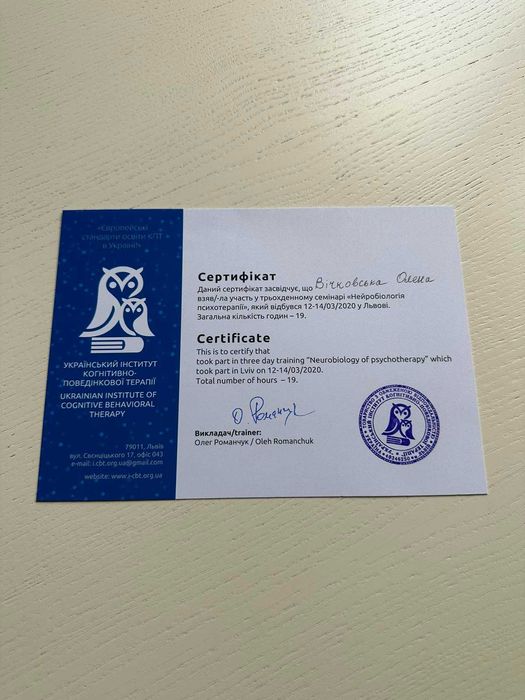 «Європейські
стандарти освіти КПТ
в Україні»
УКРАЇНСЬКИЙ ІНСТИТУТ
КОГНІТИВНО-
ПОВЕДІНКОВОЇ ТЕРАПІЇ
UKRAINIAN INSTITUTE OF
COGNITIVE BEHAVIORAL
THERAPY
79011, Львів
вул. Свєнціцького 17, офіс 043
e-mail: i.cbt.org.ua@gmail.com
website: www.i-cbt.org.ua
Сертифікат
Даний сертифікат засвідчує, що Вічковська Олена
взяв/-ла участь у трьохденному семінарі «Нейробіологія
психотерапії», який відбувся 12-14/03/2020 у Львові.
Загальна кількість годин – 19.
Certificate
This is to certify that
took part in three day training "Neurobiology of psychotherapy" which
took part in Lviv on 12-14/03/2020.
Total number of hours – 19.
О. Романчук
Викладач/trainer:
Олег Романчук / Oleh Romanchuk